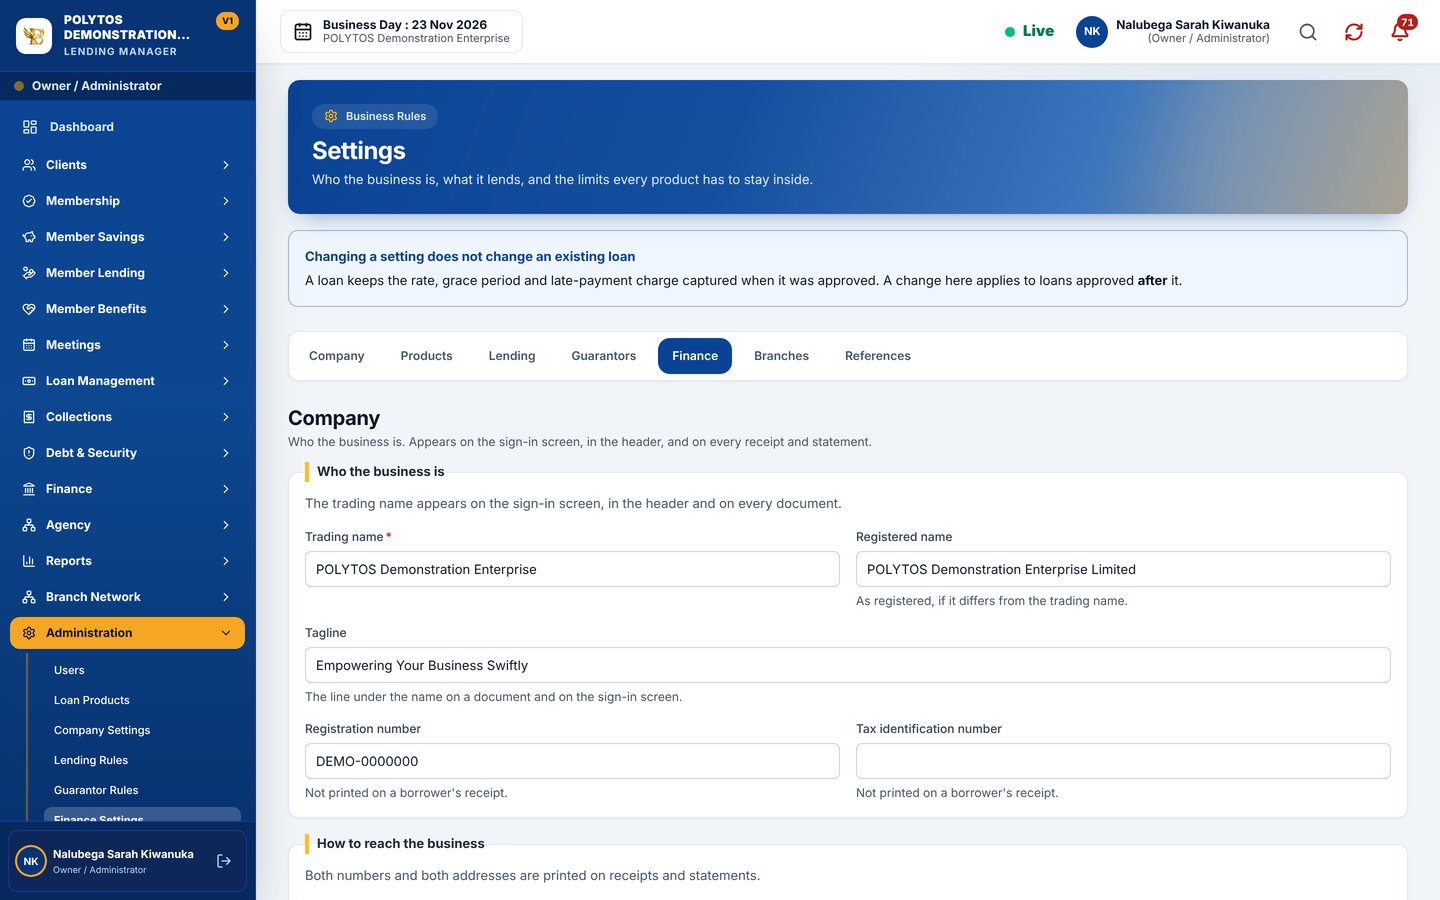 POLYTOS
DEMONSTRATION...
LENDING MANAGER
V1
Owner / Administrator
Dashboard
Clients
Membership
Member Savings
Member Lending
Member Benefits
Meetings
Loan Management
Collections
Debt & Security
Finance
Agency
Reports
Branch Network
Administration
Users
Loan Products
Company Settings
Lending Rules
Guarantor Rules
Finance Settings
NK
Nalubega Sarah Kiwanuka
Owner / Administrator
Business Day : 23 Nov 2026
POLYTOS Demonstration Enterprise
Live
NK
Nalubega Sarah Kiwanuka
(Owner / Administrator)
71
Business Rules
Settings
Who the business is, what it lends, and the limits every product has to stay inside.
Changing a setting does not change an existing loan
A loan keeps the rate, grace period and late-payment charge captured when it was approved. A change here applies to loans approved after it.
Company Products Lending Guarantors Finance Branches References
Company
Who the business is. Appears on the sign-in screen, in the header, and on every receipt and statement.
Who the business is
The trading name appears on the sign-in screen, in the header and on every document.
Trading name * Registered name
POLYTOS Demonstration Enterprise POLYTOS Demonstration Enterprise Limited
As registered, if it differs from the trading name.
Tagline
Empowering Your Business Swiftly
The line under the name on a document and on the sign-in screen.
Registration number Tax identification number
DEMO-0000000
Not printed on a borrower's receipt. Not printed on a borrower's receipt.
How to reach the business
Both numbers and both addresses are printed on receipts and statements.